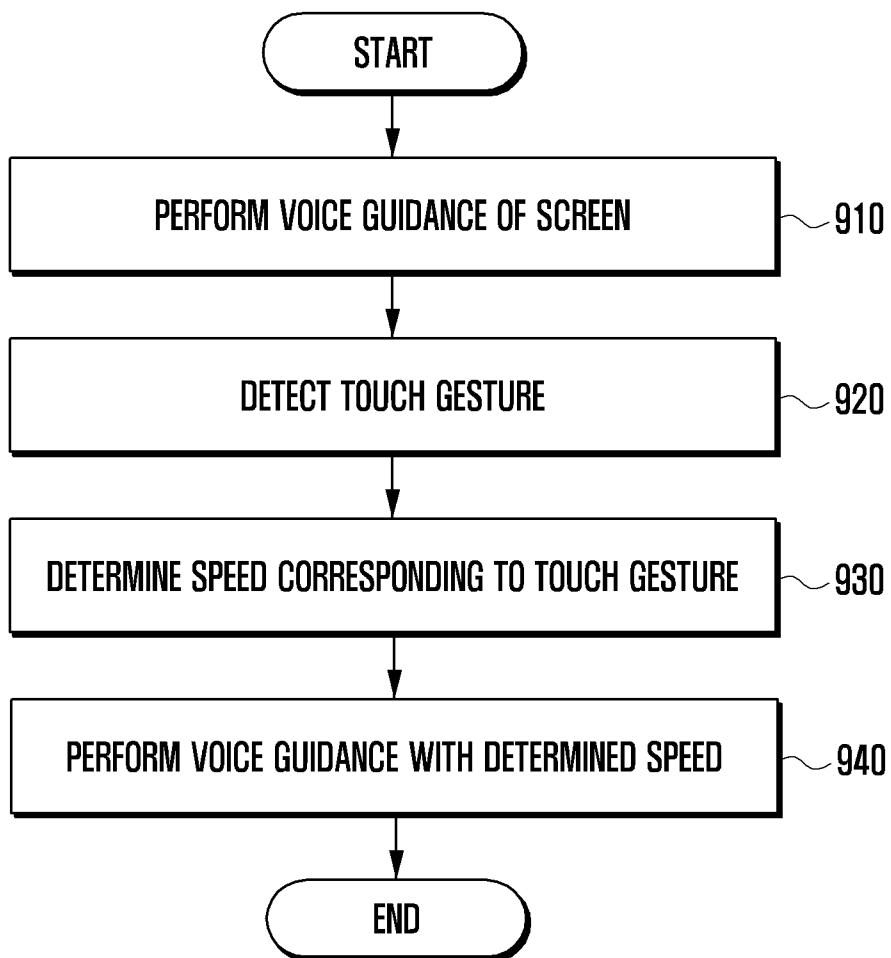 START
PERFORM VOICE GUIDANCE OF SCREEN
910
DETECT TOUCH GESTURE
920
DETERMINE SPEED CORRESPONDING TO TOUCH GESTURE
930
PERFORM VOICE GUIDANCE WITH DETERMINED SPEED
940
END